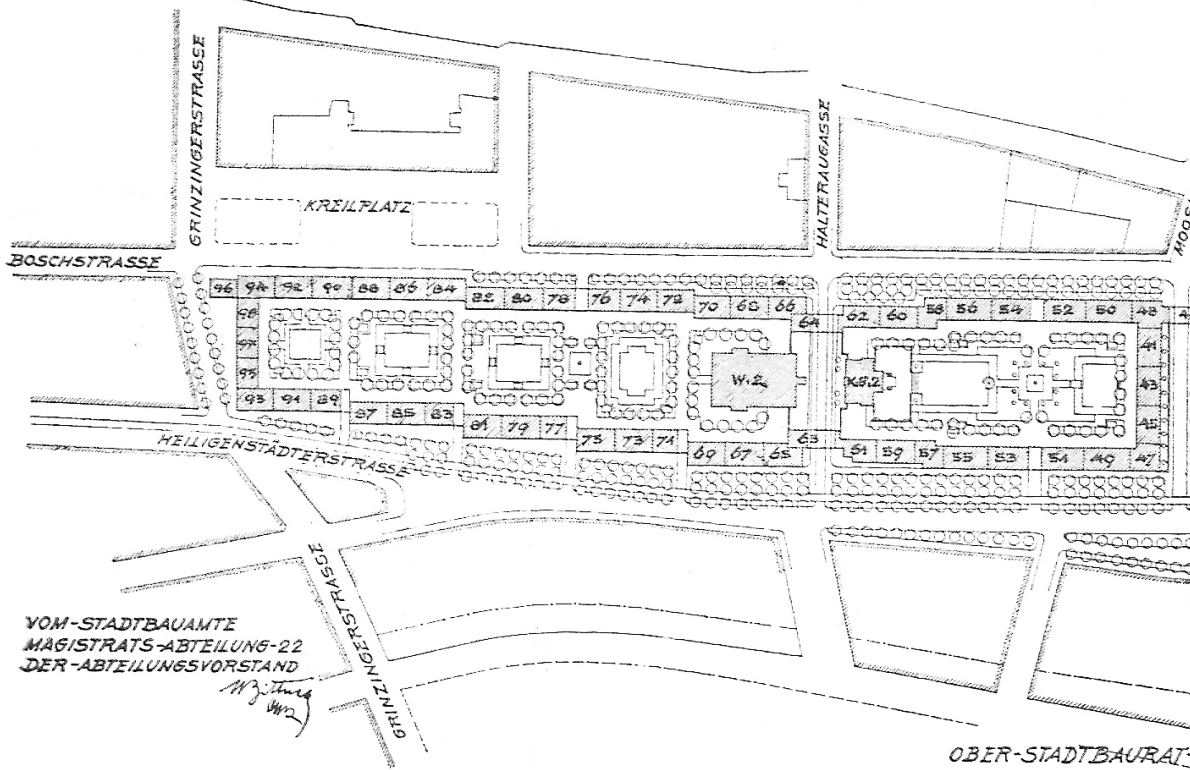 GRINZINGERSTRASSE
KREILPLATZ
HALTERAUGASSE
BOSCHSTRASSE
96 94 92 90 88 86 84
82 80 78 76 74 72
70 68 66 64
62 60 58 56 54 52 50 48
W.2.
K.G.2
41
43
45
47
93 91 89
87 85 83
81 79 77
75 73 71
69 67 65 63
61 59 57 55 53 51 49
HEILIGENSTÄDTERSTRASSE
GRINZINGERSTRASSE
VOM-STADTBAUAMTE
MAGISTRATS-ABTEILUNG-22
DER-ABTEILUNGSVORSTAND
OBER-STADTBAURAT